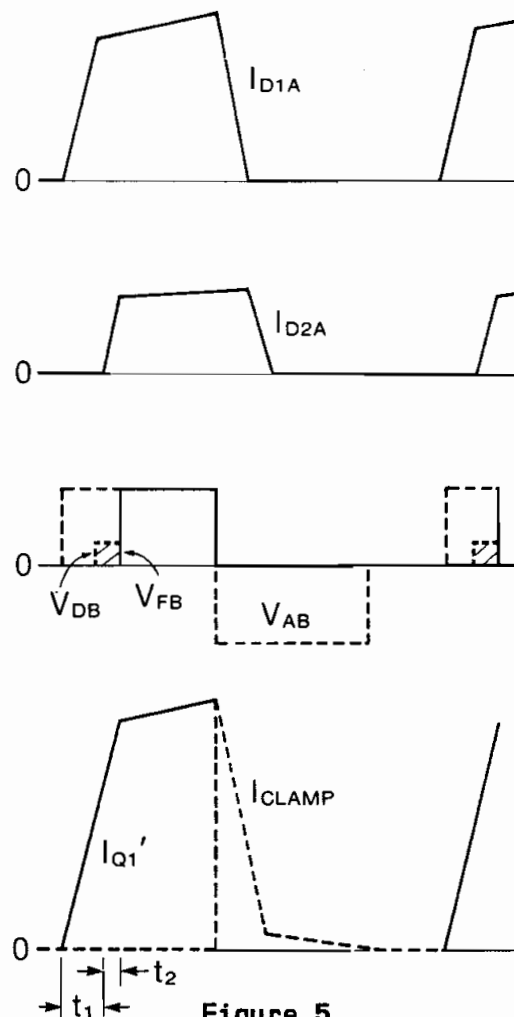 I_D1A
0
I_D2A
0
0
V_DB
V_FB
V_AB
I_CLAMP
I_Q1'
0
t_2
t_1
Figure 5